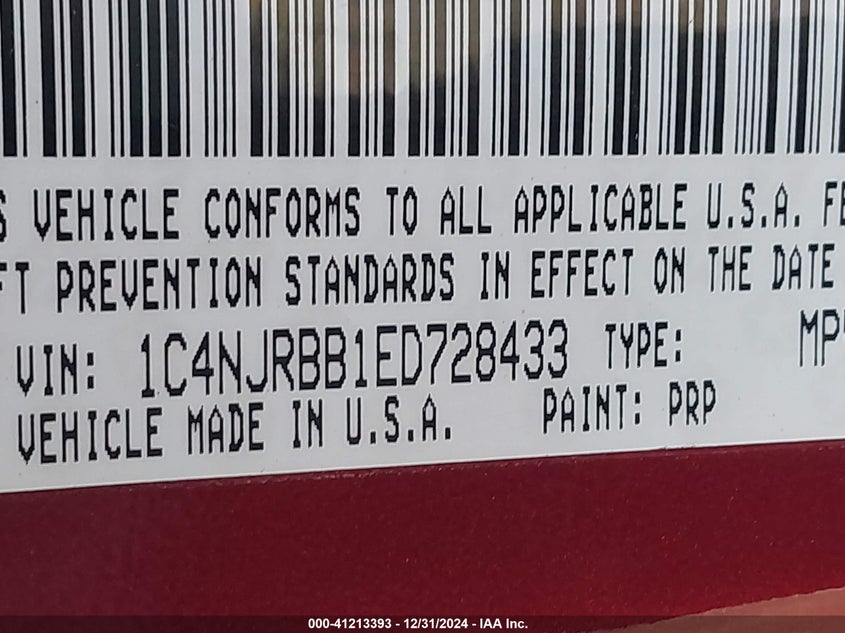 S VEHICLE CONFORMS TO ALL APPLICABLE U.S.A. FE
FT PREVENTION STANDARDS IN EFFECT ON THE DATE
VIN: 1C4NJRBB1ED728433 TYPE: MP
VEHICLE MADE IN U.S.A. PAINT: PRP
000-41213393 - 12/31/2024 - IAA Inc.